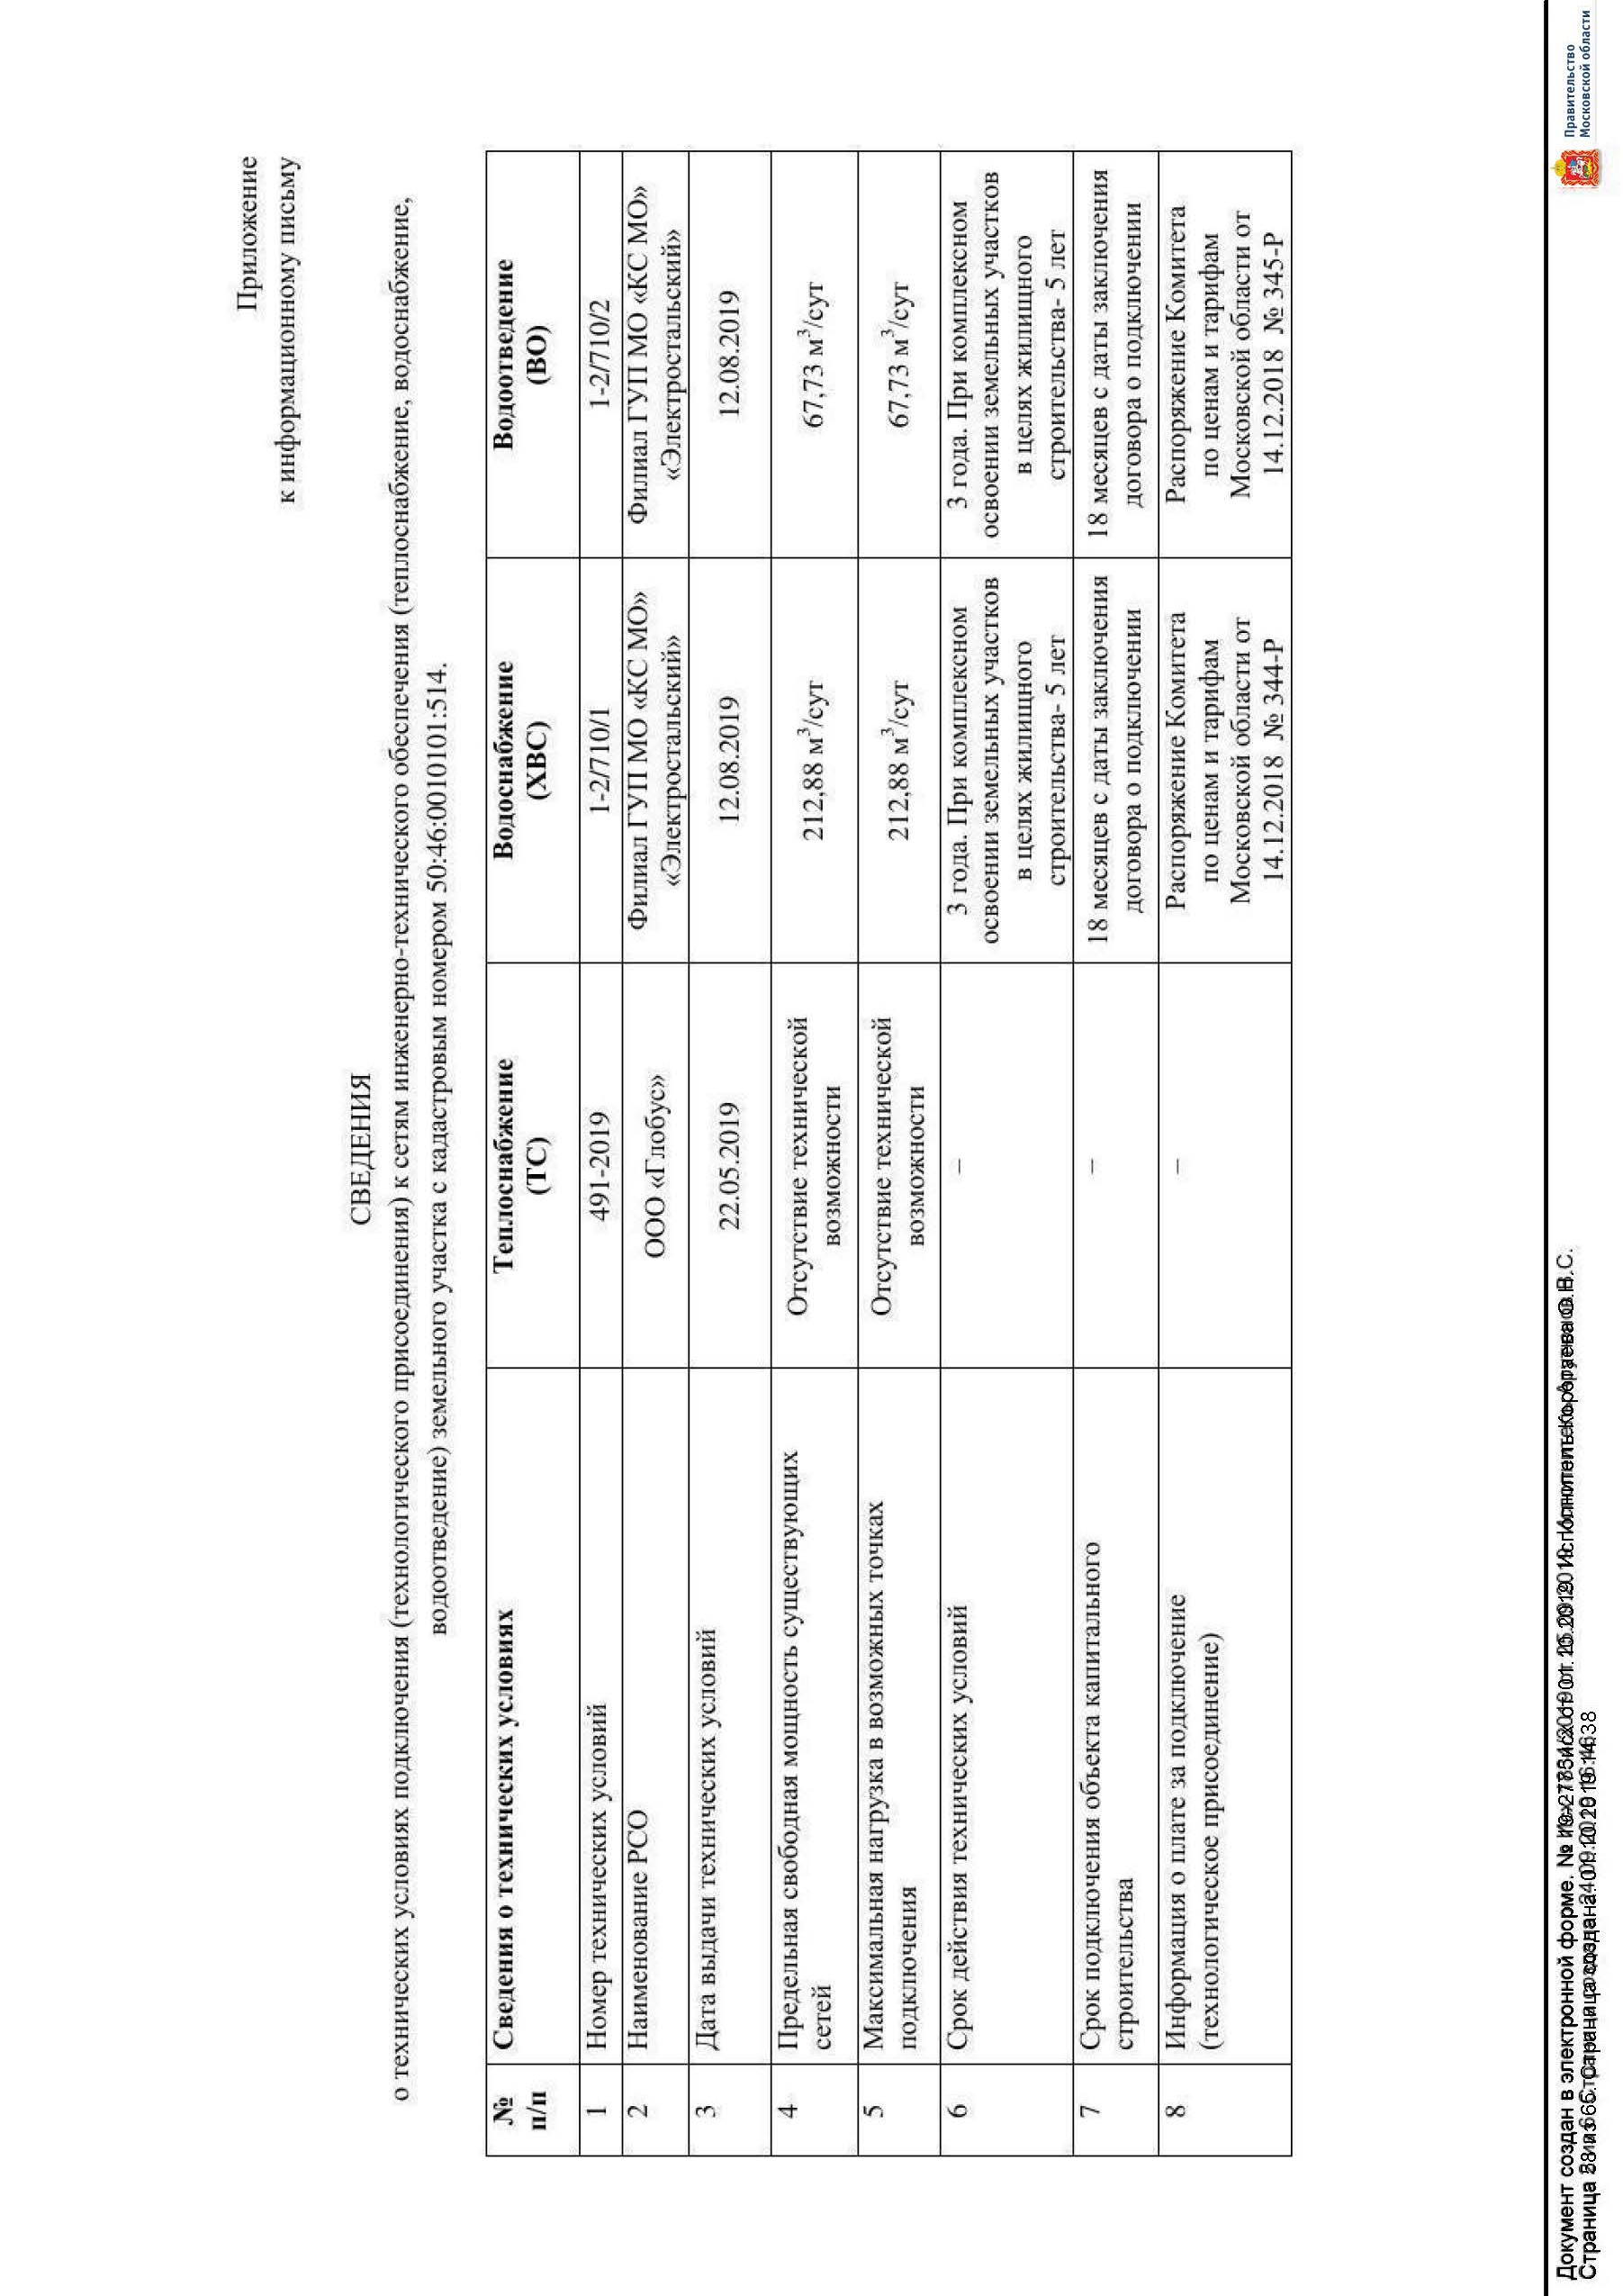 Приложение
к информационному письму
СВЕДЕНИЯ
о технических условиях подключения (технологического присоединения) к сетям инженерно-технического обеспечения (теплоснабжение, водоснабжение,
водоотведение) земельного участка с кадастровым номером 50:46:0010101:514.
№ п/п Сведения о технических условиях Теплоснабжение (ТС) Водоснабжение (ХВС) Водоотведение (ВО)
1 Номер технических условий 491-2019 1-2/710/1 1-2/710/2
2 Наименование РСО ООО «Глобус» Филиал ГУП МО «КС МО» «Электростальский» Филиал ГУП МО «КС МО» «Электростальский»
3 Дата выдачи технических условий 22.05.2019 12.08.2019 12.08.2019
4 Предельная свободная мощность существующих сетей Отсутствие технической возможности 212,88 м³/сут 67,73 м³/сут
5 Максимальная нагрузка в возможных точках подключения Отсутствие технической возможности 212,88 м³/сут 67,73 м³/сут
6 Срок действия технических условий – 3 года. При комплексном освоении земельных участков в целях жилищного строительства- 5 лет 3 года. При комплексном освоении земельных участков в целях жилищного строительства- 5 лет
7 Срок подключения объекта капитального строительства – 18 месяцев с даты заключения договора о подключении 18 месяцев с даты заключения договора о подключении
8 Информация о плате за подключение (технологическое присоединение) – Распоряжение Комитета по ценам и тарифам Московской области от 14.12.2018 № 344-Р Распоряжение Комитета по ценам и тарифам Московской области от 14.12.2018 № 345-Р
Документ создан в электронной форме. №
Страница
Правительство
Московской области